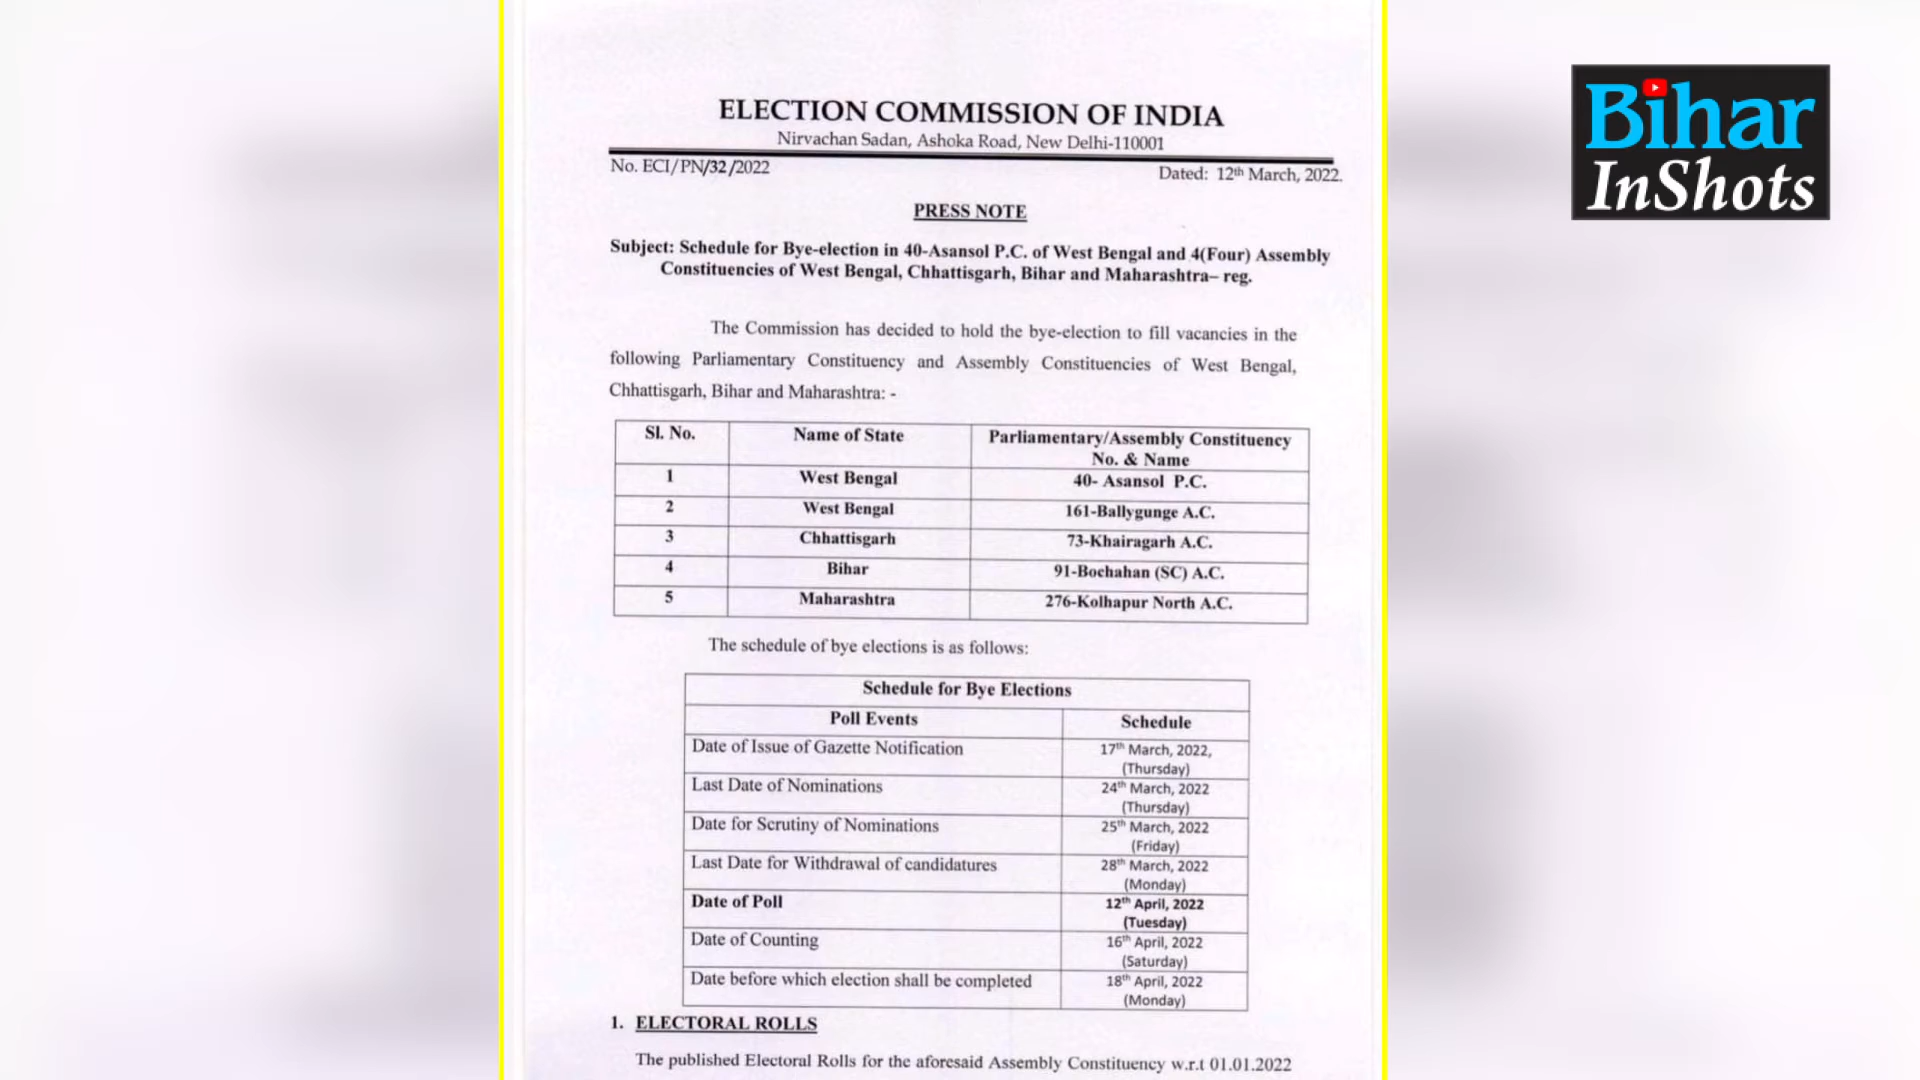 ELECTION COMMISSION OF INDIA
Nirvachan Sadan, Ashoka Road, New Delhi-110001
No. ECI/PN/32/2022 Dated: 12th March, 2022.
PRESS NOTE
Subject: Schedule for Bye-election in 40-Asansol P.C. of West Bengal and 4(Four) Assembly
Constituencies of West Bengal, Chhattisgarh, Bihar and Maharashtra– reg.
The Commission has decided to hold the bye-election to fill vacancies in the
following Parliamentary Constituency and Assembly Constituencies of West Bengal,
Chhattisgarh, Bihar and Maharashtra: -
Sl. No. Name of State Parliamentary/Assembly Constituency
No. & Name
1 West Bengal 40- Asansol P.C.
2 West Bengal 161-Ballygunge A.C.
3 Chhattisgarh 73-Khairagarh A.C.
4 Bihar 91-Bochahan (SC) A.C.
5 Maharashtra 276-Kolhapur North A.C.
The schedule of bye elections is as follows:
Schedule for Bye Elections
Poll Events Schedule
Date of Issue of Gazette Notification 17th March, 2022,
(Thursday)
Last Date of Nominations 24th March, 2022
(Thursday)
Date for Scrutiny of Nominations 25th March, 2022
(Friday)
Last Date for Withdrawal of candidatures 28th March, 2022
(Monday)
Date of Poll 12th April, 2022
(Tuesday)
Date of Counting 16th April, 2022
(Saturday)
Date before which election shall be completed 18th April, 2022
(Monday)
1. ELECTORAL ROLLS
The published Electoral Rolls for the aforesaid Assembly Constituency w.r.t 01.01.2022
Bihar
InShots